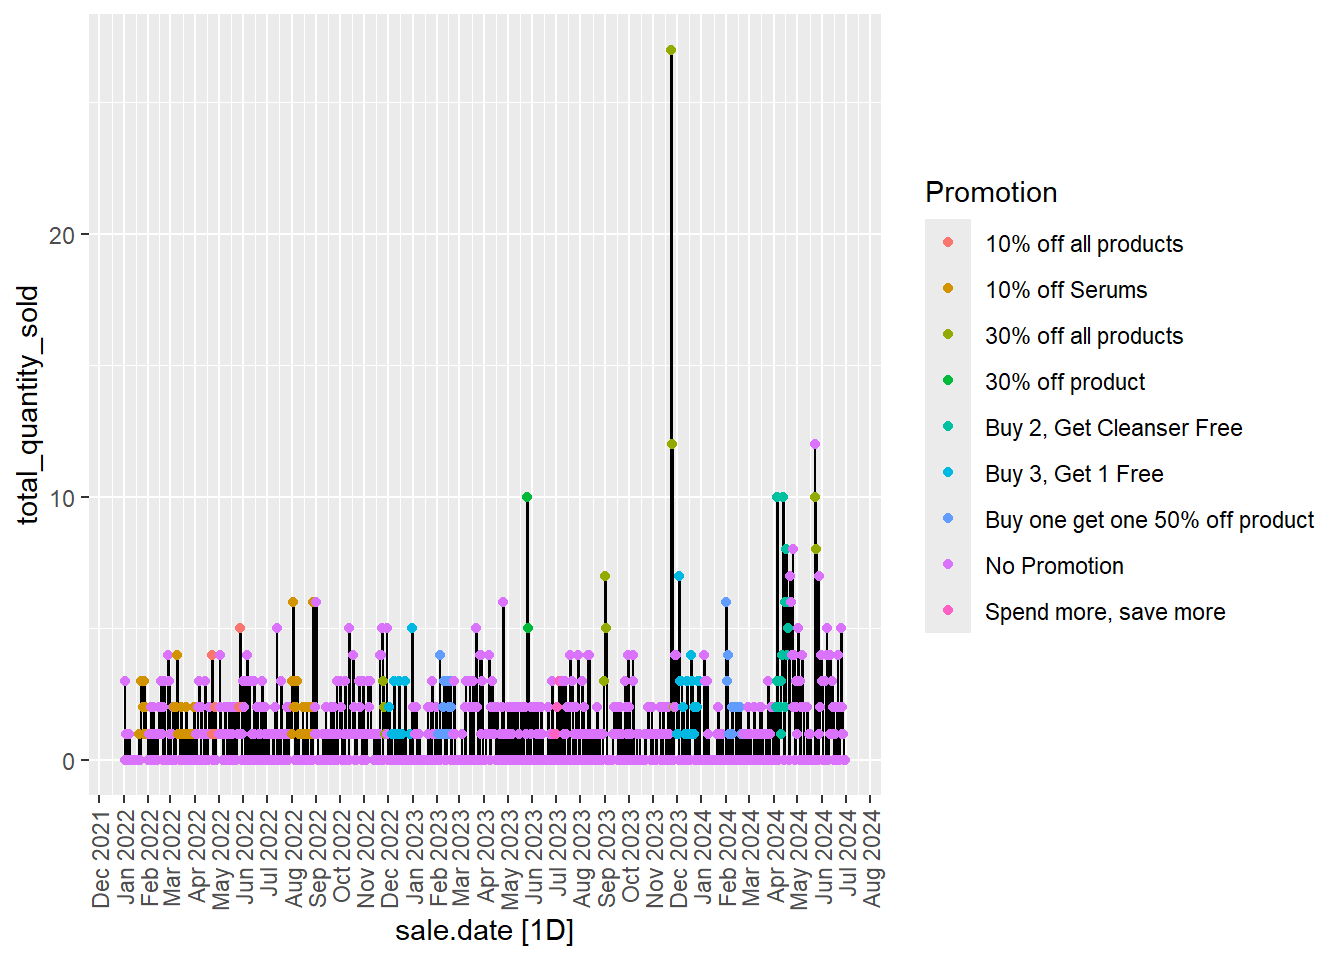 total_quantity_sold
20
10
0
Dec 2021
Jan 2022
Feb 2022
Mar 2022
Apr 2022
May 2022
Jun 2022
Jul 2022
Aug 2022
Sep 2022
Oct 2022
Nov 2022
Dec 2022
Jan 2023
Feb 2023
Mar 2023
Apr 2023
May 2023
Jun 2023
Jul 2023
Aug 2023
Sep 2023
Oct 2023
Nov 2023
Dec 2023
Jan 2024
Feb 2024
Mar 2024
Apr 2024
May 2024
Jun 2024
Jul 2024
Aug 2024
sale.date [1D]
Promotion
10% off all products
10% off Serums
30% off all products
30% off product
Buy 2, Get Cleanser Free
Buy 3, Get 1 Free
Buy one get one 50% off product
No Promotion
Spend more, save more